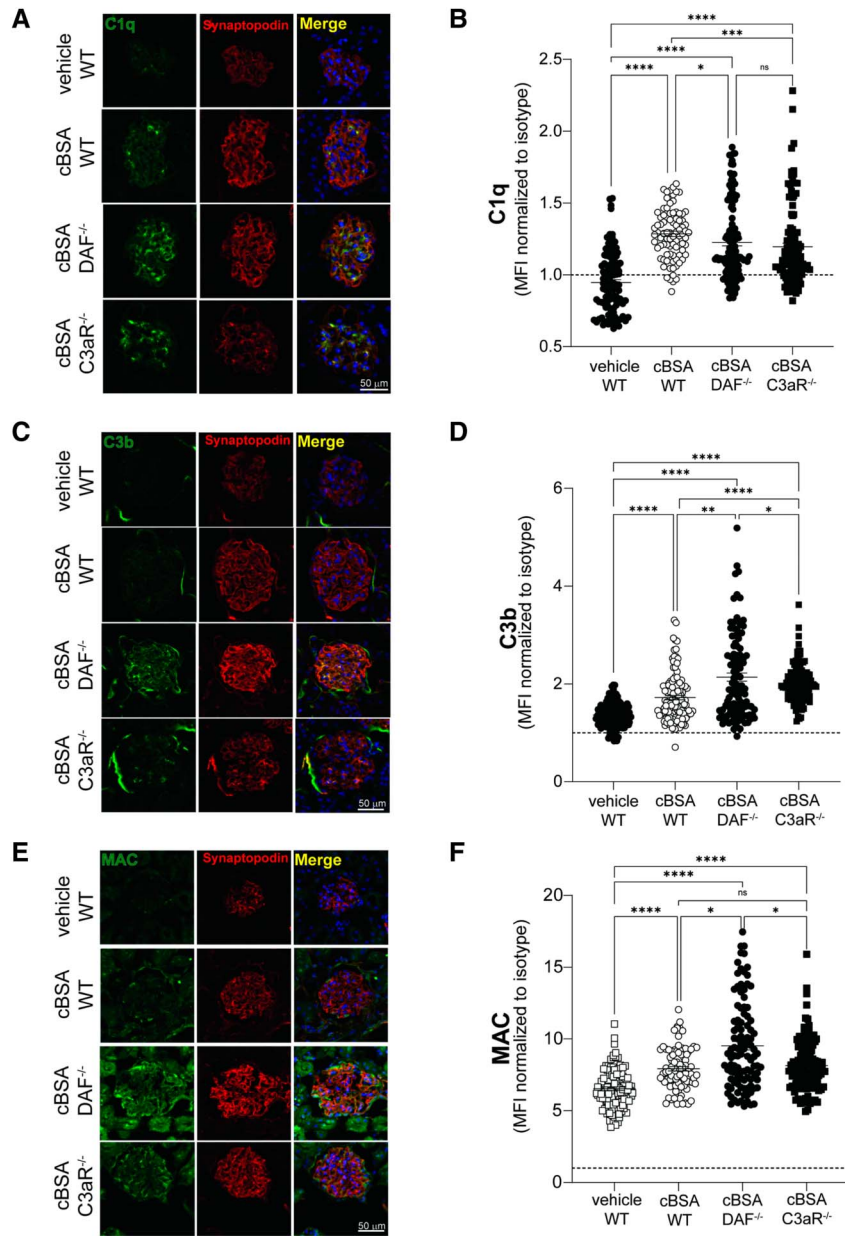 A
C1q
Synaptopodin
Merge
vehicle
WT
cBSA
WT
cBSA
DAF-/-
cBSA
C3aR-/-
50 μm
B
****
***
****
****
*
ns
2.5
2.0
1.5
1.0
0.5
C1q
(MFI normalized to isotype)
vehicle
WT
cBSA
WT
cBSA
DAF-/-
cBSA
C3aR-/-
C
C3b
Synaptopodin
Merge
vehicle
WT
cBSA
WT
cBSA
DAF-/-
cBSA
C3aR-/-
50 μm
D
****
****
****
****
**
*
6
4
2
0
C3b
(MFI normalized to isotype)
vehicle
WT
cBSA
WT
cBSA
DAF-/-
cBSA
C3aR-/-
E
MAC
Synaptopodin
Merge
vehicle
WT
cBSA
WT
cBSA
DAF-/-
cBSA
C3aR-/-
50 μm
F
****
****
ns
****
*
*
20
15
10
5
0
MAC
(MFI normalized to isotype)
vehicle
WT
cBSA
WT
cBSA
DAF-/-
cBSA
C3aR-/-